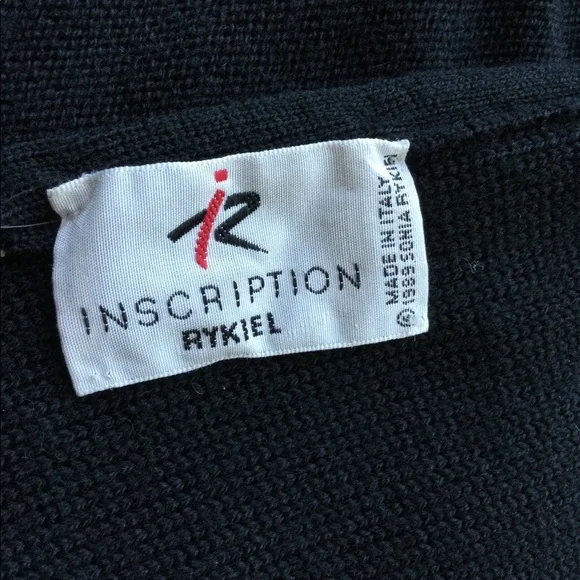 iR
INSCRIPTION
RYKIEL
MADE IN ITALY
© 1989 SONIA RYKIEL